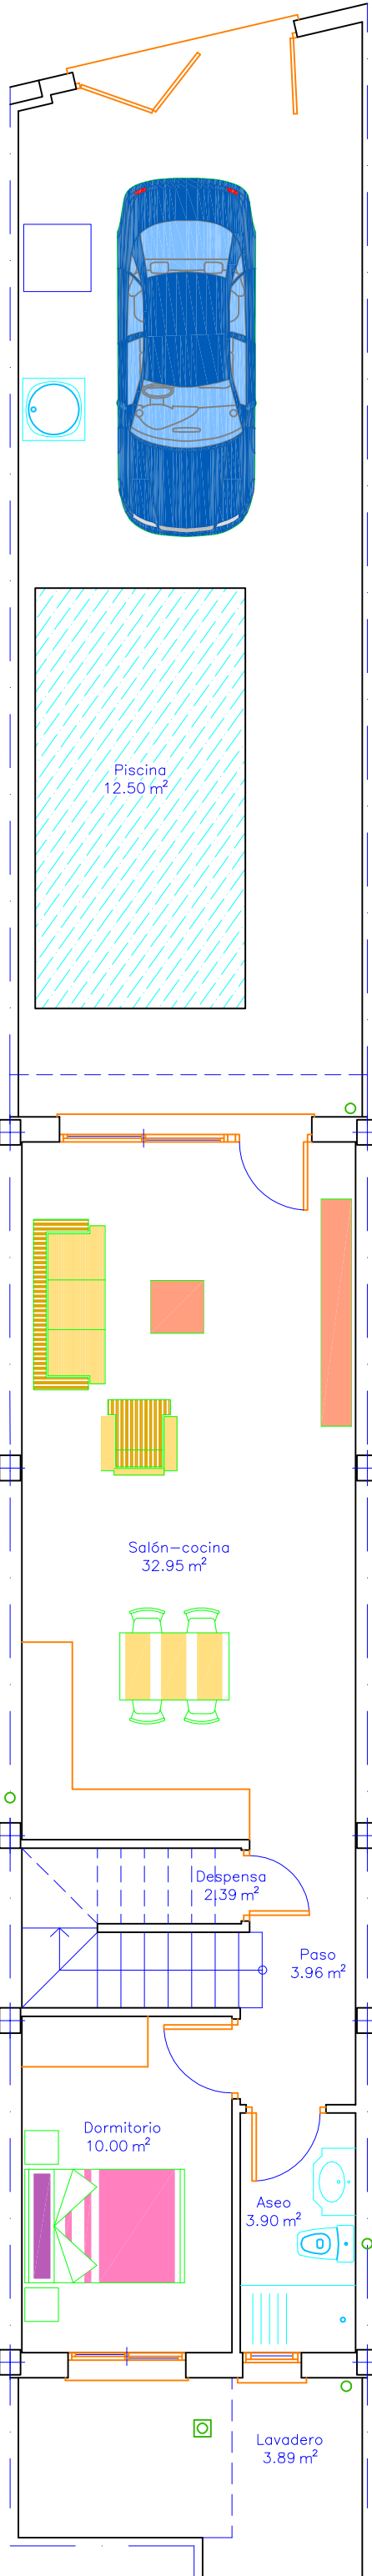 Piscina
12.50 m²
Salón-cocina
32.95 m²
Despensa
2.39 m²
Paso
3.96 m²
Dormitorio
10.00 m²
Aseo
3.90 m²
Lavadero
3.89 m²